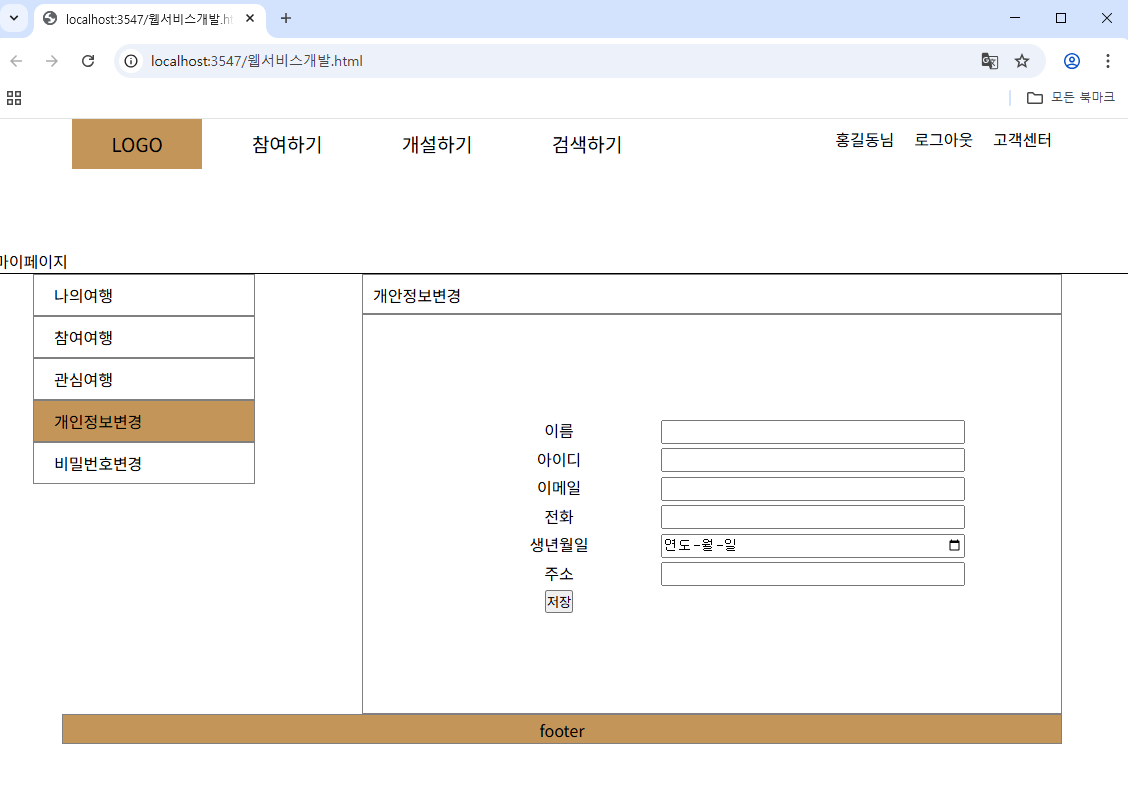 localhost:3547/웹서비스개발.ht
localhost:3547/웹서비스개발.html
모든 북마크
LOGO 참여하기 개설하기 검색하기 홍길동님 로그아웃 고객센터
마이페이지
나의여행
참여여행
관심여행
개인정보변경
비밀번호변경
개안정보변경
이름
아이디
이메일
전화
생년월일 연도-월-일
주소
저장
footer